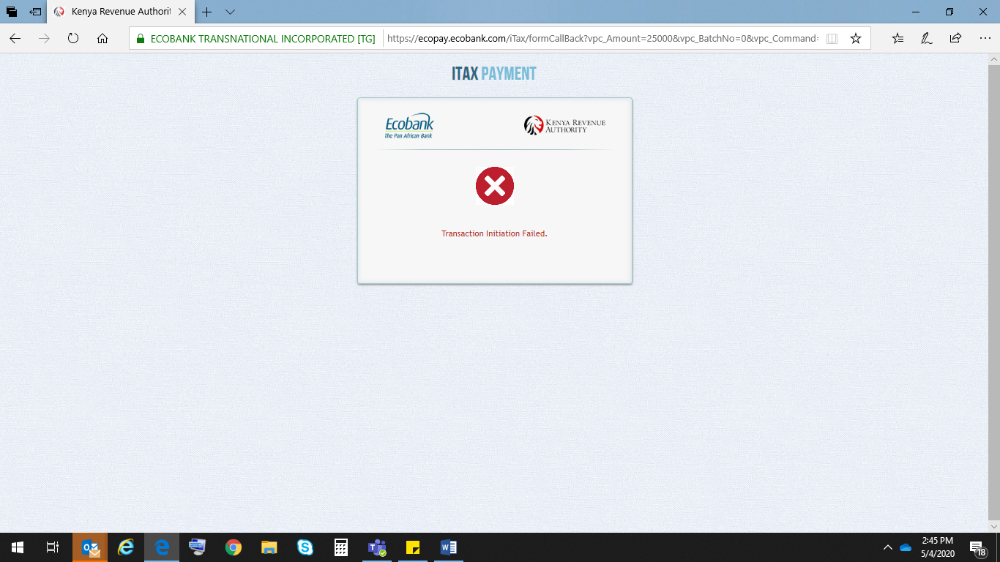 Kenya Revenue Authorit
ECOBANK TRANSNATIONAL INCORPORATED [TG]
https://ecopay.ecobank.com/iTax/formCallBack?vpc_Amount=25000&vpc_BatchNo=0&vpc_Command=
ITAX PAYMENT
Ecobank
The Pan African Bank
KENYA REVENUE
AUTHORITY
Transaction Initiation Failed.
2:45 PM
5/4/2020
18